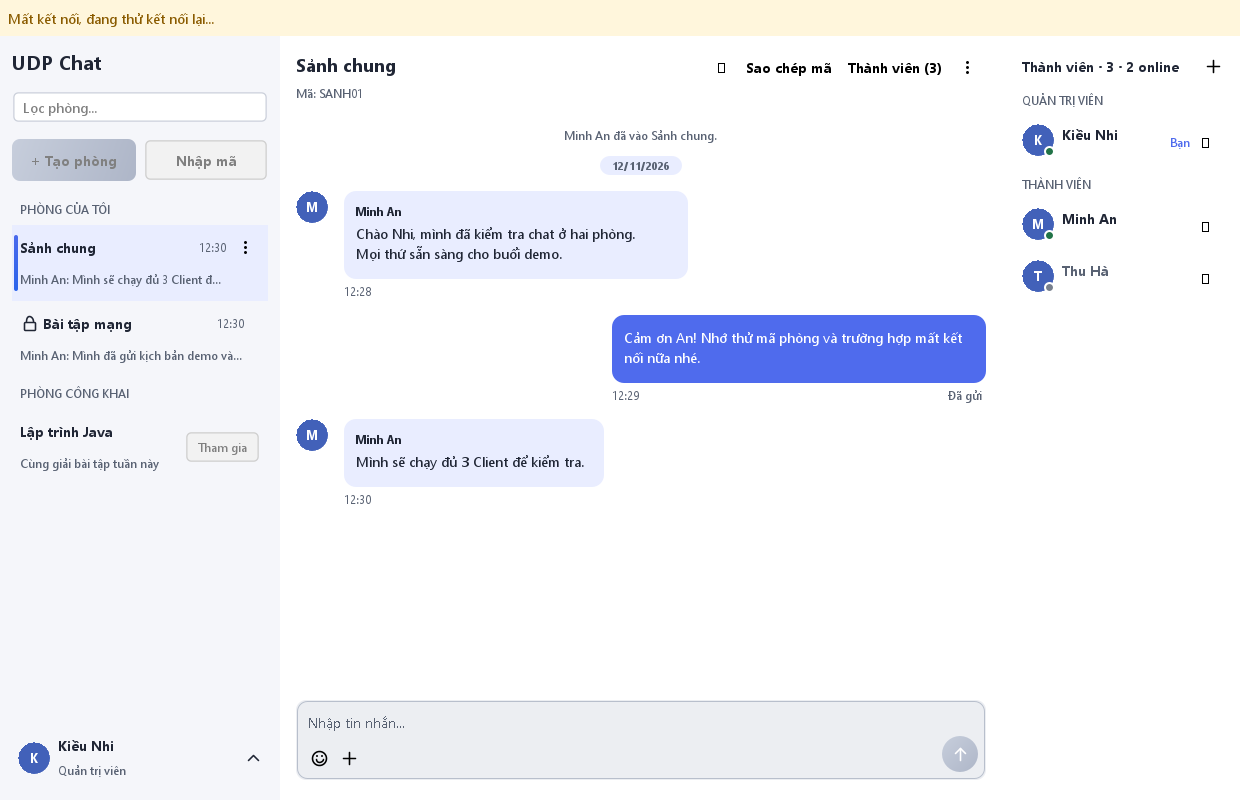 Mất kết nối, đang thử kết nối lại...
UDP Chat
Lọc phòng...
+ Tạo phòng
Nhập mã
PHÒNG CỦA TÔI
Sảnh chung
12:30
Minh An: Mình sẽ chạy đủ 3 Client đ...
Bài tập mạng
12:30
Minh An: Mình đã gửi kịch bản demo và...
PHÒNG CÔNG KHAI
Lập trình Java
Cùng giải bài tập tuần này
Tham gia
Kiều Nhi
Quản trị viên
Sảnh chung
Mã: SANH01
Sao chép mã
Thành viên (3)
Minh An đã vào Sảnh chung.
12/11/2026
M
Minh An
Chào Nhi, mình đã kiểm tra chat ở hai phòng.
Mọi thứ sẵn sàng cho buổi demo.
12:28
Cảm ơn An! Nhớ thử mã phòng và trường hợp mất kết
nối nữa nhé.
12:29
Đã gửi
M
Minh An
Mình sẽ chạy đủ 3 Client để kiểm tra.
12:30
Nhập tin nhắn...
K
Thành viên · 3 · 2 online
QUẢN TRỊ VIÊN
K
Kiều Nhi
Bạn
THÀNH VIÊN
M
Minh An
T
Thu Hà